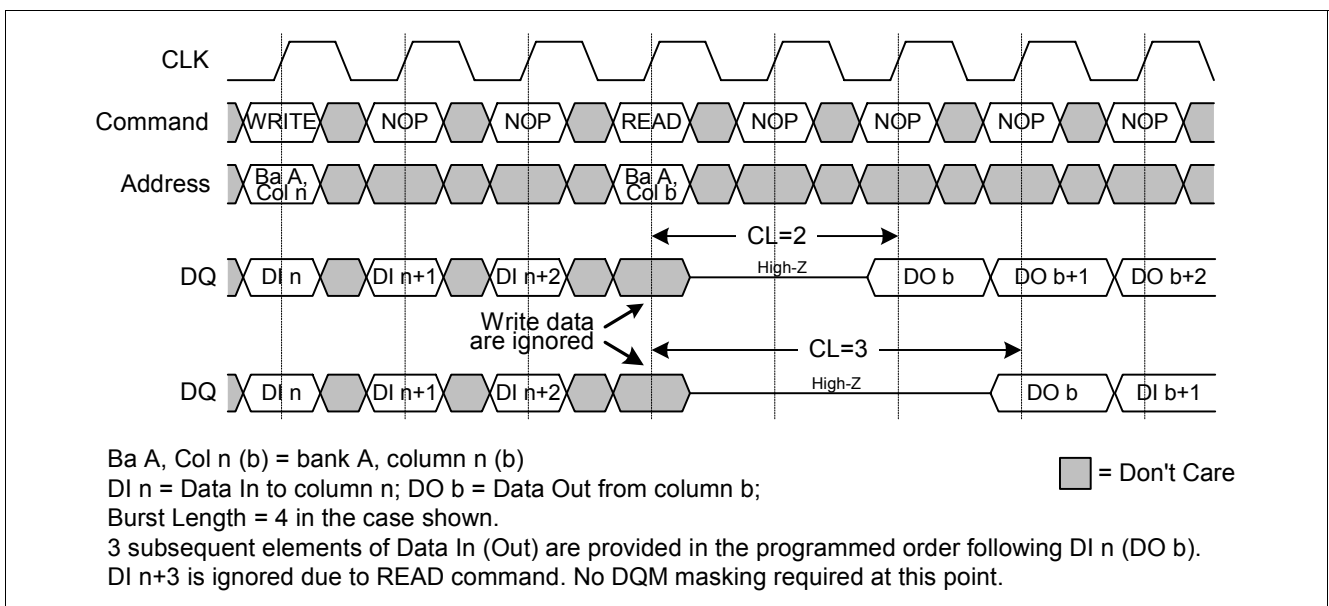 CLK
Command WRITE NOP NOP READ NOP NOP NOP NOP
Address Ba A, Col n Ba A, Col b
CL=2
DQ DI n DI n+1 DI n+2 High-Z DO b DO b+1 DO b+2
Write data
are ignored
CL=3
DQ DI n DI n+1 DI n+2 High-Z DO b DI b+1
Ba A, Col n (b) = bank A, column n (b)
= Don't Care
DI n = Data In to column n; DO b = Data Out from column b;
Burst Length = 4 in the case shown.
3 subsequent elements of Data In (Out) are provided in the programmed order following DI n (DO b).
DI n+3 is ignored due to READ command. No DQM masking required at this point.